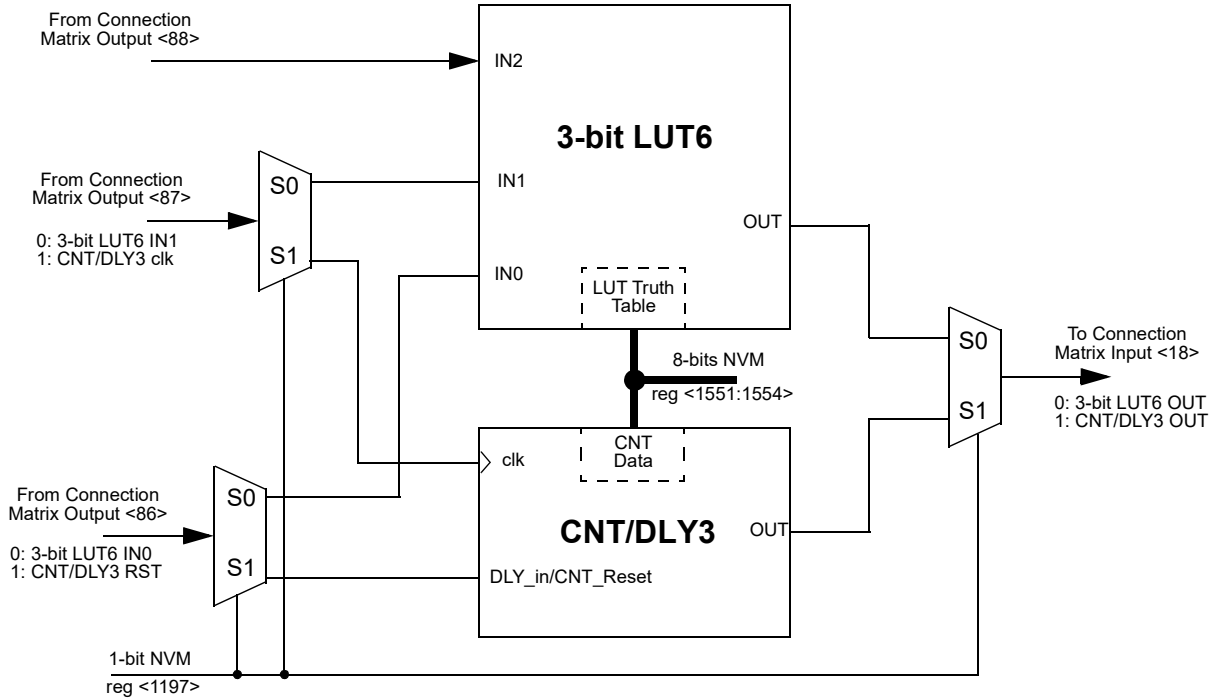 From Connection
Matrix Output <88>
IN2
3-bit LUT6
From Connection
Matrix Output <87>
S0
IN1
0: 3-bit LUT6 IN1
1: CNT/DLY3 clk
S1
OUT
IN0
LUT Truth
Table
S0
To Connection
Matrix Input <18>
8-bits NVM
reg <1551:1554>
S1
0: 3-bit LUT6 OUT
1: CNT/DLY3 OUT
CNT
Data
clk
From Connection
Matrix Output <86>
S0
CNT/DLY3
OUT
0: 3-bit LUT6 IN0
1: CNT/DLY3 RST
S1
DLY_in/CNT_Reset
1-bit NVM
reg <1197>